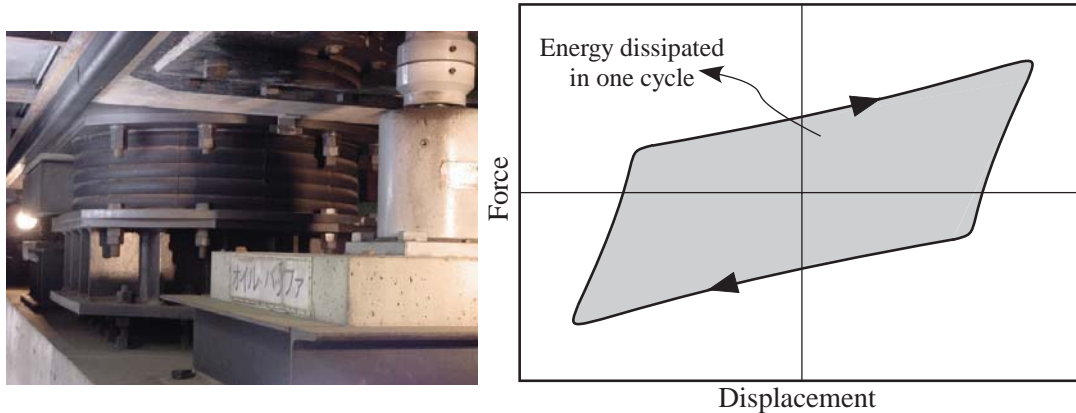 オイル バッファ
Energy dissipated
in one cycle
Force
Displacement